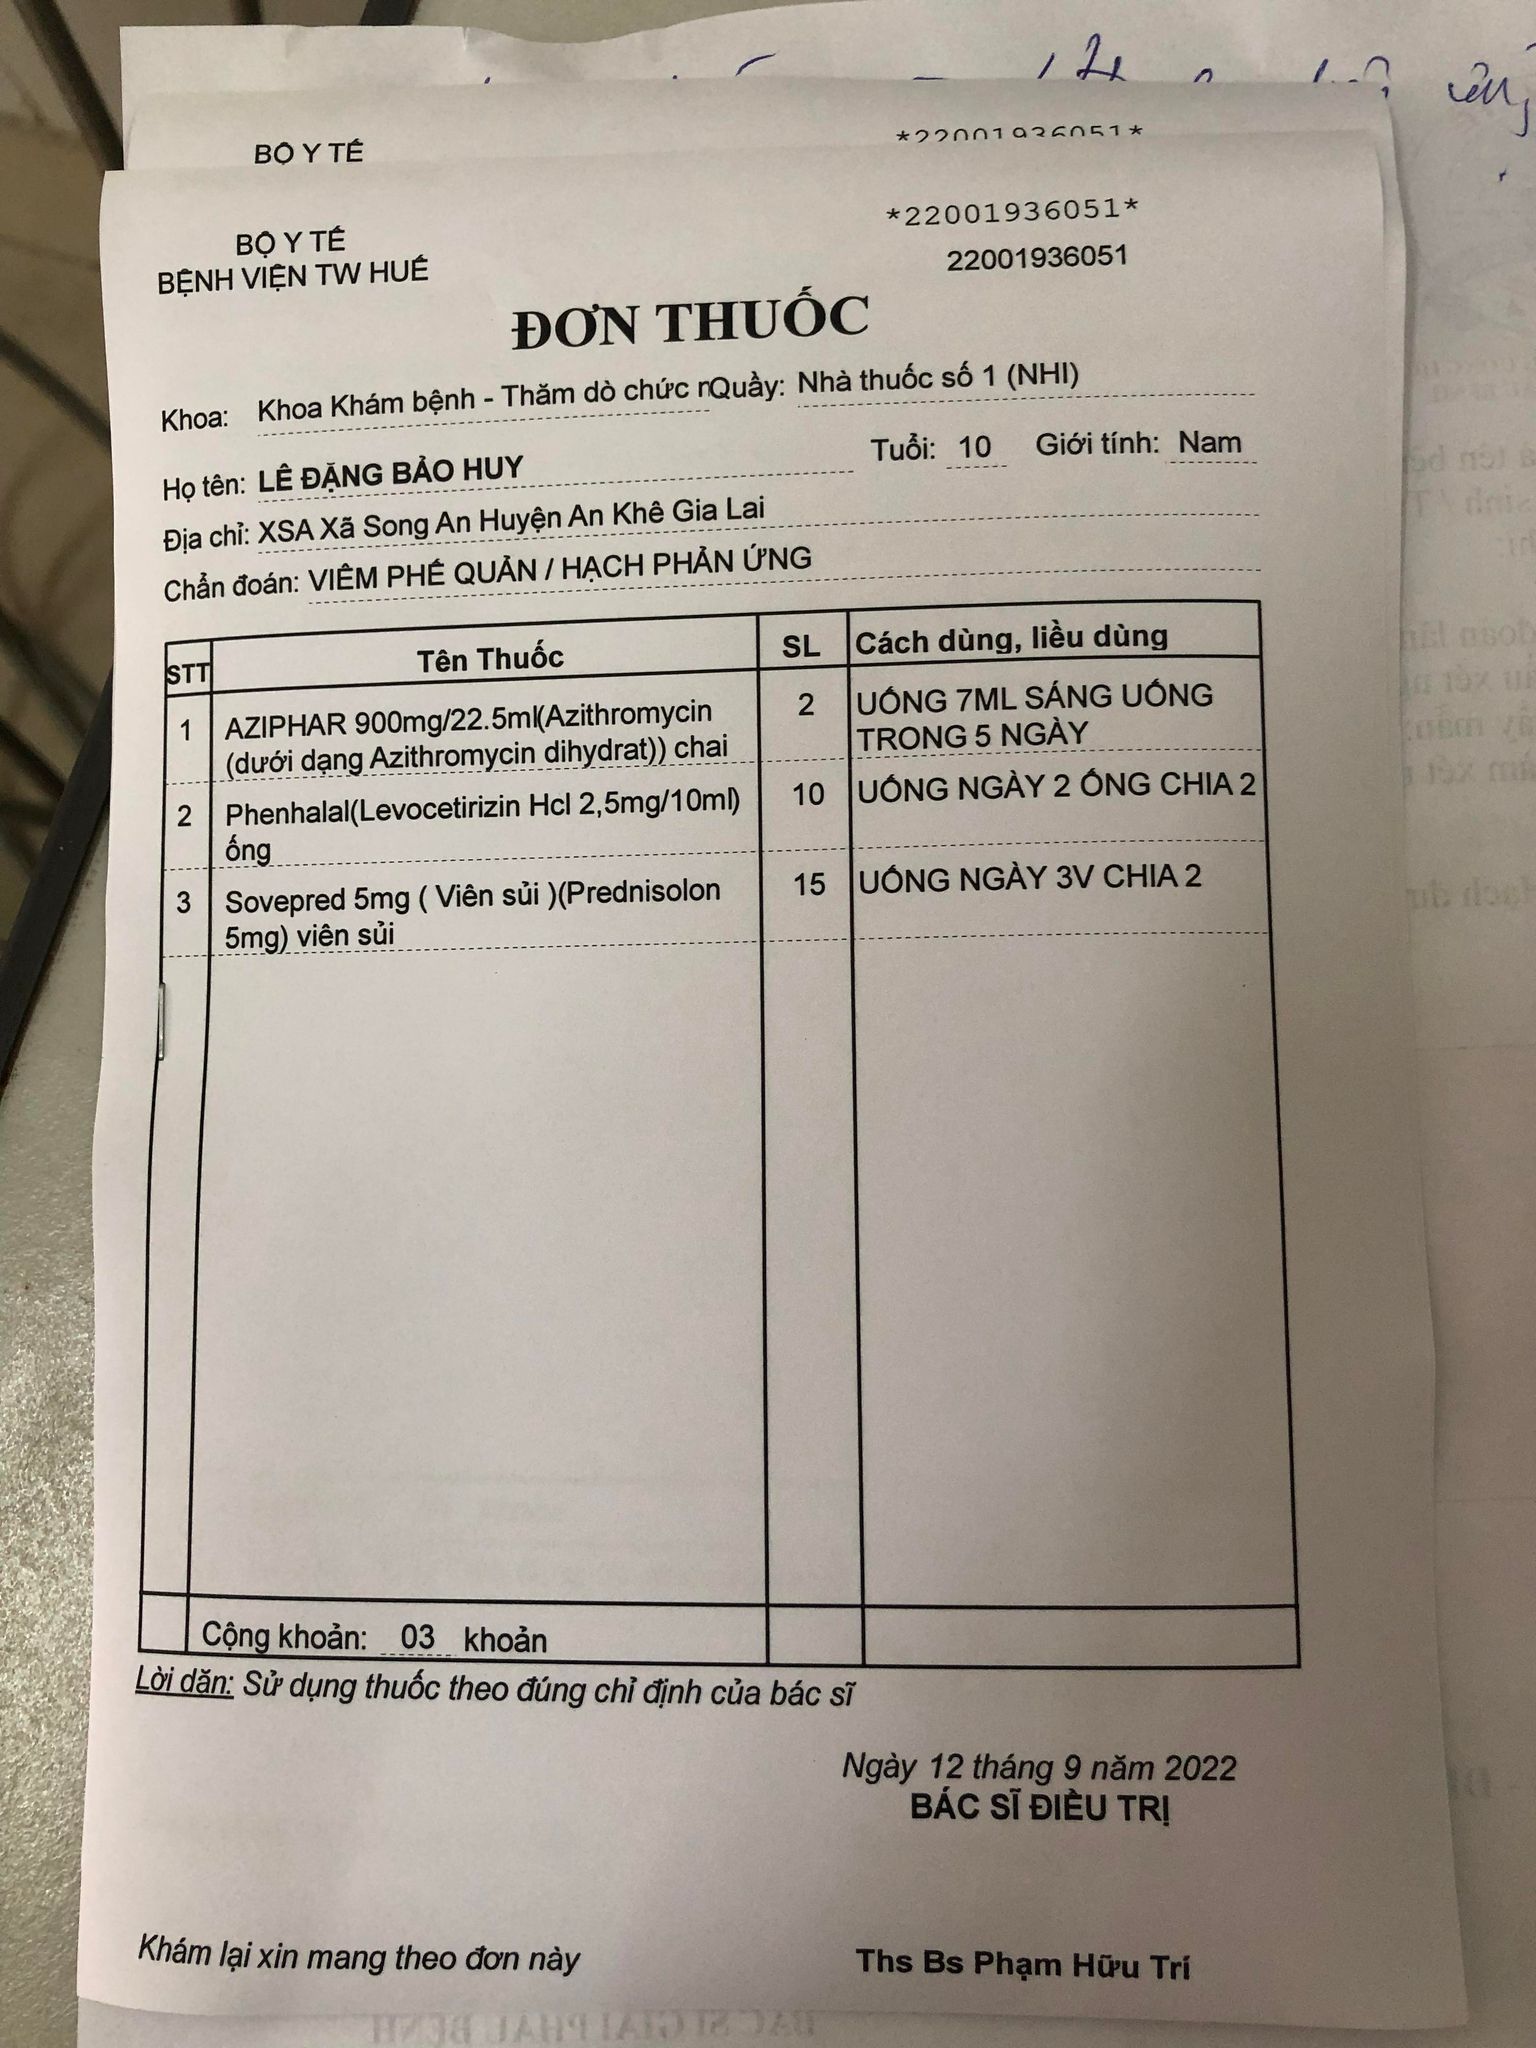 BỘ Y TẾ
*22001936051*
*22001936051*
BỘ Y TẾ
22001936051
BỆNH VIỆN TW HUẾ
ĐƠN THUỐC
Khoa: Khoa Khám bệnh - Thăm dò chức Quầy: Nhà thuốc số 1 (NHI)
Họ tên: LÊ ĐẶNG BẢO HUY Tuổi: 10 Giới tính: Nam
Địa chỉ: XSA Xã Song An Huyện An Khê Gia Lai
Chẩn đoán: VIÊM PHẾ QUẢN / HẠCH PHẢN ỨNG
STT Tên Thuốc SL Cách dùng, liều dùng
1 AZIPHAR 900mg/22.5ml(Azithromycin 2 UỐNG 7ML SÁNG UỐNG
(dưới dạng Azithromycin dihydrat)) chai TRONG 5 NGÀY
2 Phenhalal(Levocetirizin Hcl 2,5mg/10ml) 10 UỐNG NGÀY 2 ỐNG CHIA 2
ống
3 Sovepred 5mg ( Viên sủi )(Prednisolon 15 UỐNG NGÀY 3V CHIA 2
5mg) viên sủi
Cộng khoản: 03 khoản
Lời dặn: Sử dụng thuốc theo đúng chỉ định của bác sĩ
Ngày 12 tháng 9 năm 2022
BÁC SĨ ĐIỀU TRỊ
Khám lại xin mang theo đơn này
Ths Bs Phạm Hữu Trí